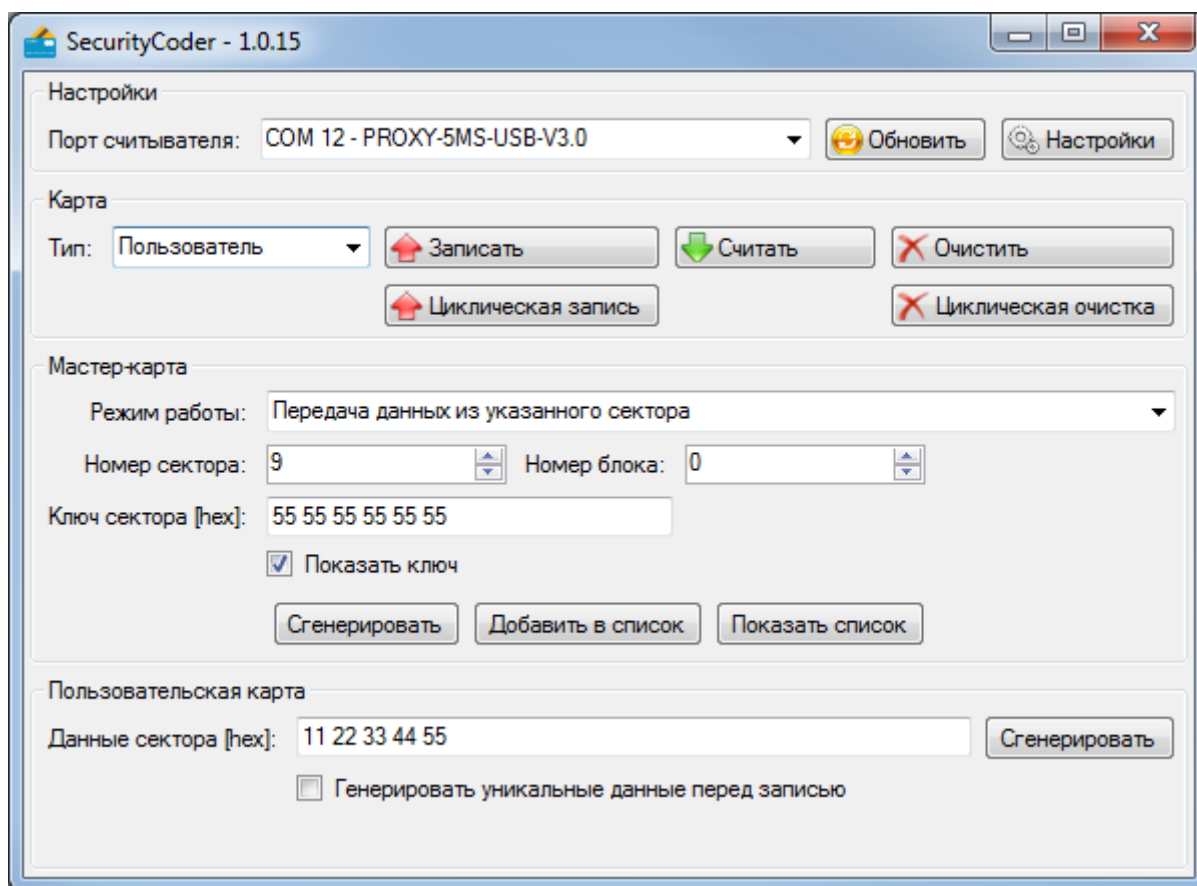 SecurityCoder - 1.0.15
Настройки
Порт считывателя: COM 12 - PROXY-5MS-USB-V3.0 Обновить Настройки
Карта
Тип: Пользователь Записать Считать Очистить
Циклическая запись Циклическая очистка
Мастер-карта
Режим работы: Передача данных из указанного сектора
Номер сектора: 9 Номер блока: 0
Ключ сектора [hex]: 55 55 55 55 55 55
Показать ключ
Сгенерировать Добавить в список Показать список
Пользовательская карта
Данные сектора [hex]: 11 22 33 44 55 Сгенерировать
Генерировать уникальные данные перед записью